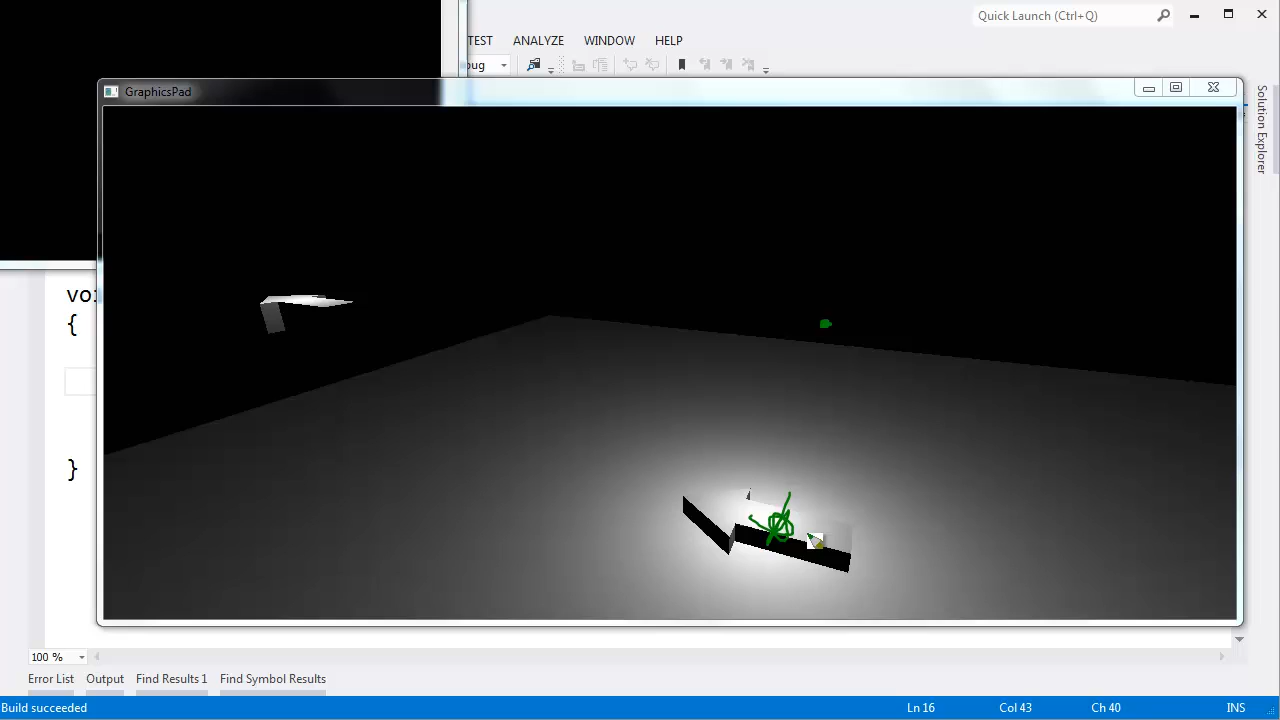 Quick Launch (Ctrl+Q)
TEST ANALYZE WINDOW HELP
bug
GraphicsPad
Solution Explorer
voi
{
}
100 %
Error List Output Find Results 1 Find Symbol Results
Build succeeded Ln 16 Col 43 Ch 40 INS